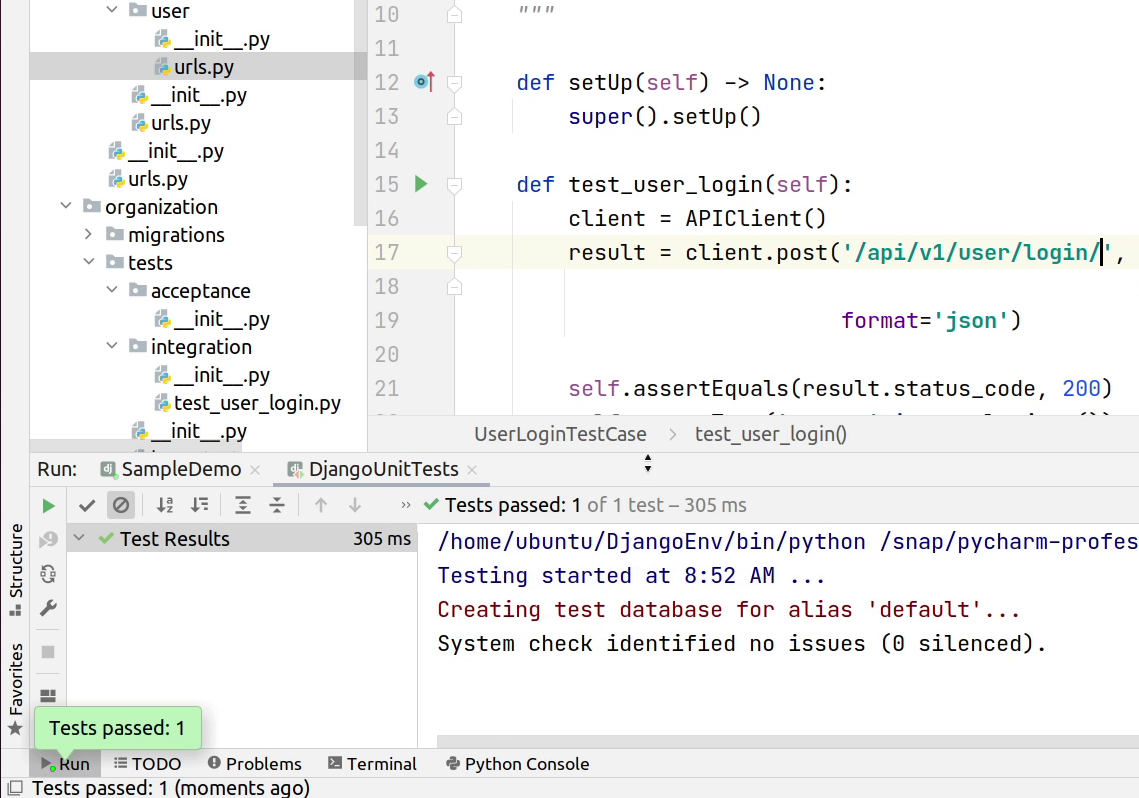 user
__init__.py
urls.py
__init__.py
urls.py
__init__.py
urls.py
organization
migrations
tests
acceptance
__init__.py
integration
__init__.py
test_user_login.py
__init__.py
10 """
11
12 def setUp(self) -> None:
13 super().setUp()
14
15 def test_user_login(self):
16 client = APIClient()
17 result = client.post('/api/v1/user/login/',
18
19 format='json')
20
21 self.assertEquals(result.status_code, 200)
UserLoginTestCase > test_user_login()
Run: SampleDemo × DjangoUnitTests ×
» Tests passed: 1 of 1 test – 305 ms
Test Results 305 ms
/home/ubuntu/DjangoEnv/bin/python /snap/pycharm-profes
Testing started at 8:52 AM ...
Creating test database for alias 'default'...
System check identified no issues (0 silenced).
Structure
Favorites
Tests passed: 1
Run TODO Problems Terminal Python Console
Tests passed: 1 (moments ago)